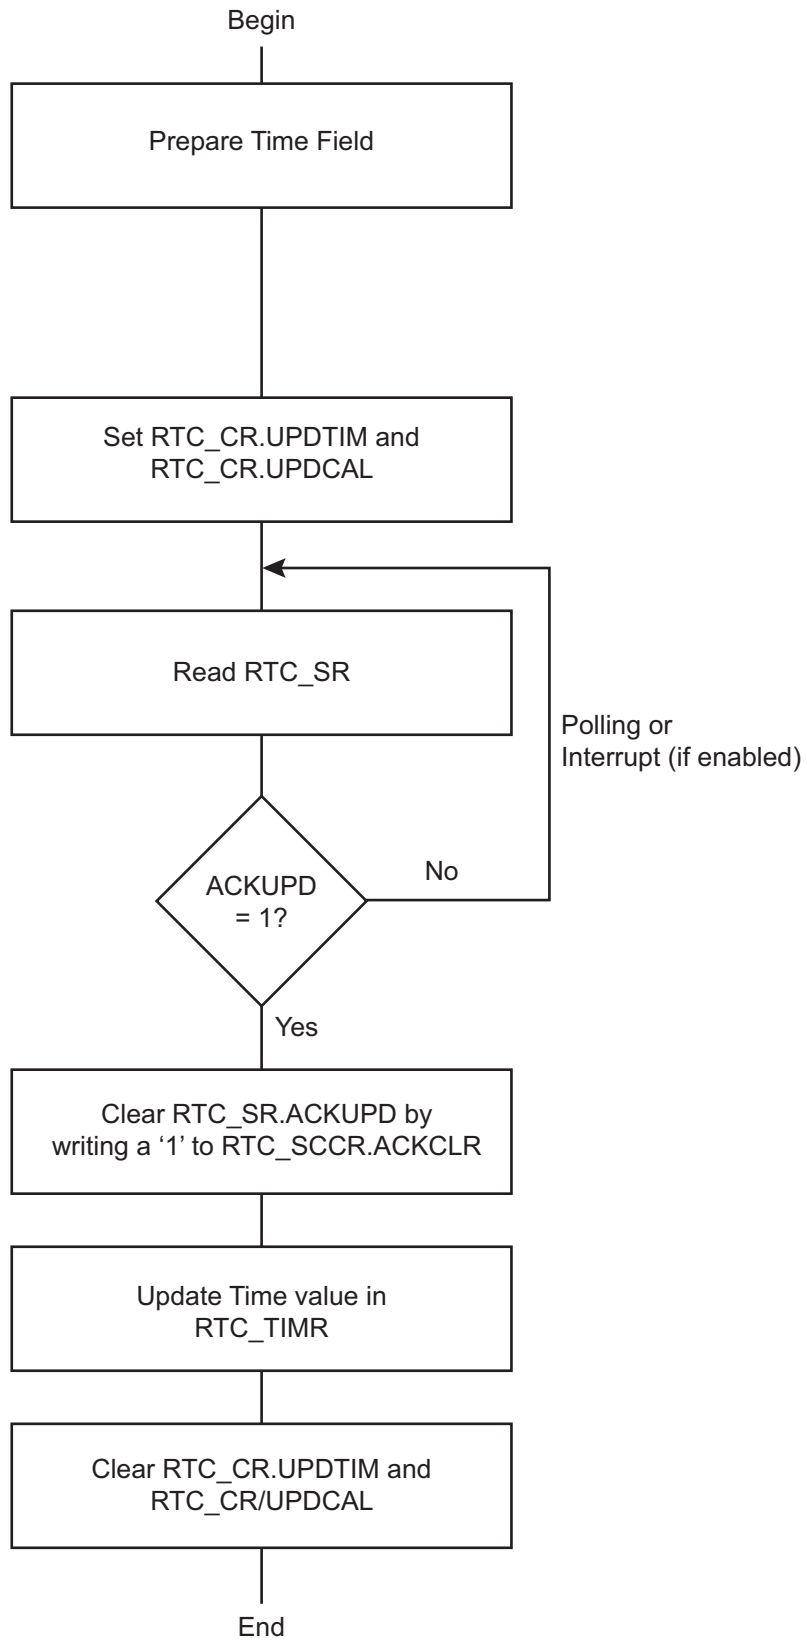 Begin
Prepare Time Field
Set RTC_CR.UPDTIM and
RTC_CR.UPDCAL
Read RTC_SR
Polling or
Interrupt (if enabled)
ACKUPD
= 1?
No
Yes
Clear RTC_SR.ACKUPD by
writing a ‘1’ to RTC_SCCR.ACKCLR
Update Time value in
RTC_TIMR
Clear RTC_CR.UPDTIM and
RTC_CR/UPDCAL
End